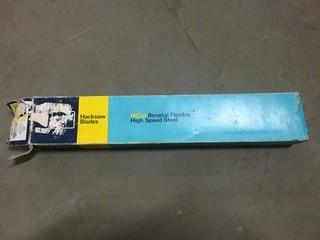 Hacksaw
Blades
Bimetal Flexible
High Speed Steel